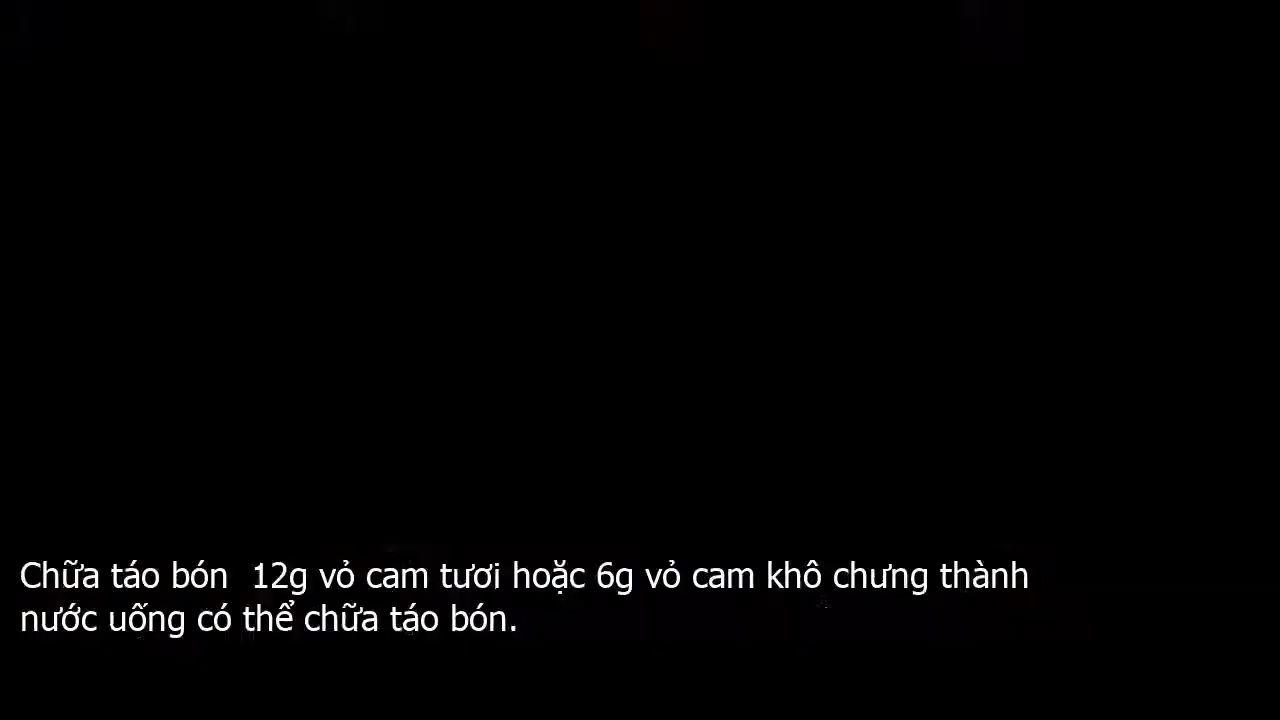 Chữa táo bón  12g vỏ cam tươi hoặc 6g vỏ cam khô chưng thành
nước uống có thể chữa táo bón.